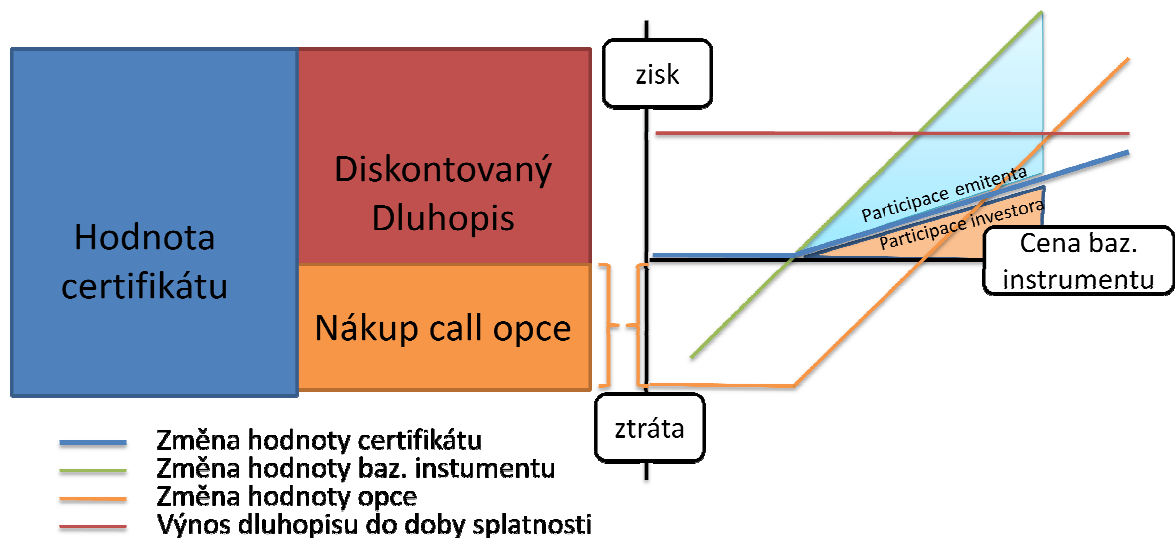 Hodnota
certifikátu
Diskontovaný
Dluhopis
Nákup call opce
zisk
ztráta
Participace emitenta
Participace investora
Cena baz.
instrumentu
Změna hodnoty certifikátu
Změna hodnoty baz. instumentu
Změna hodnoty opce
Výnos dluhopisu do doby splatnosti